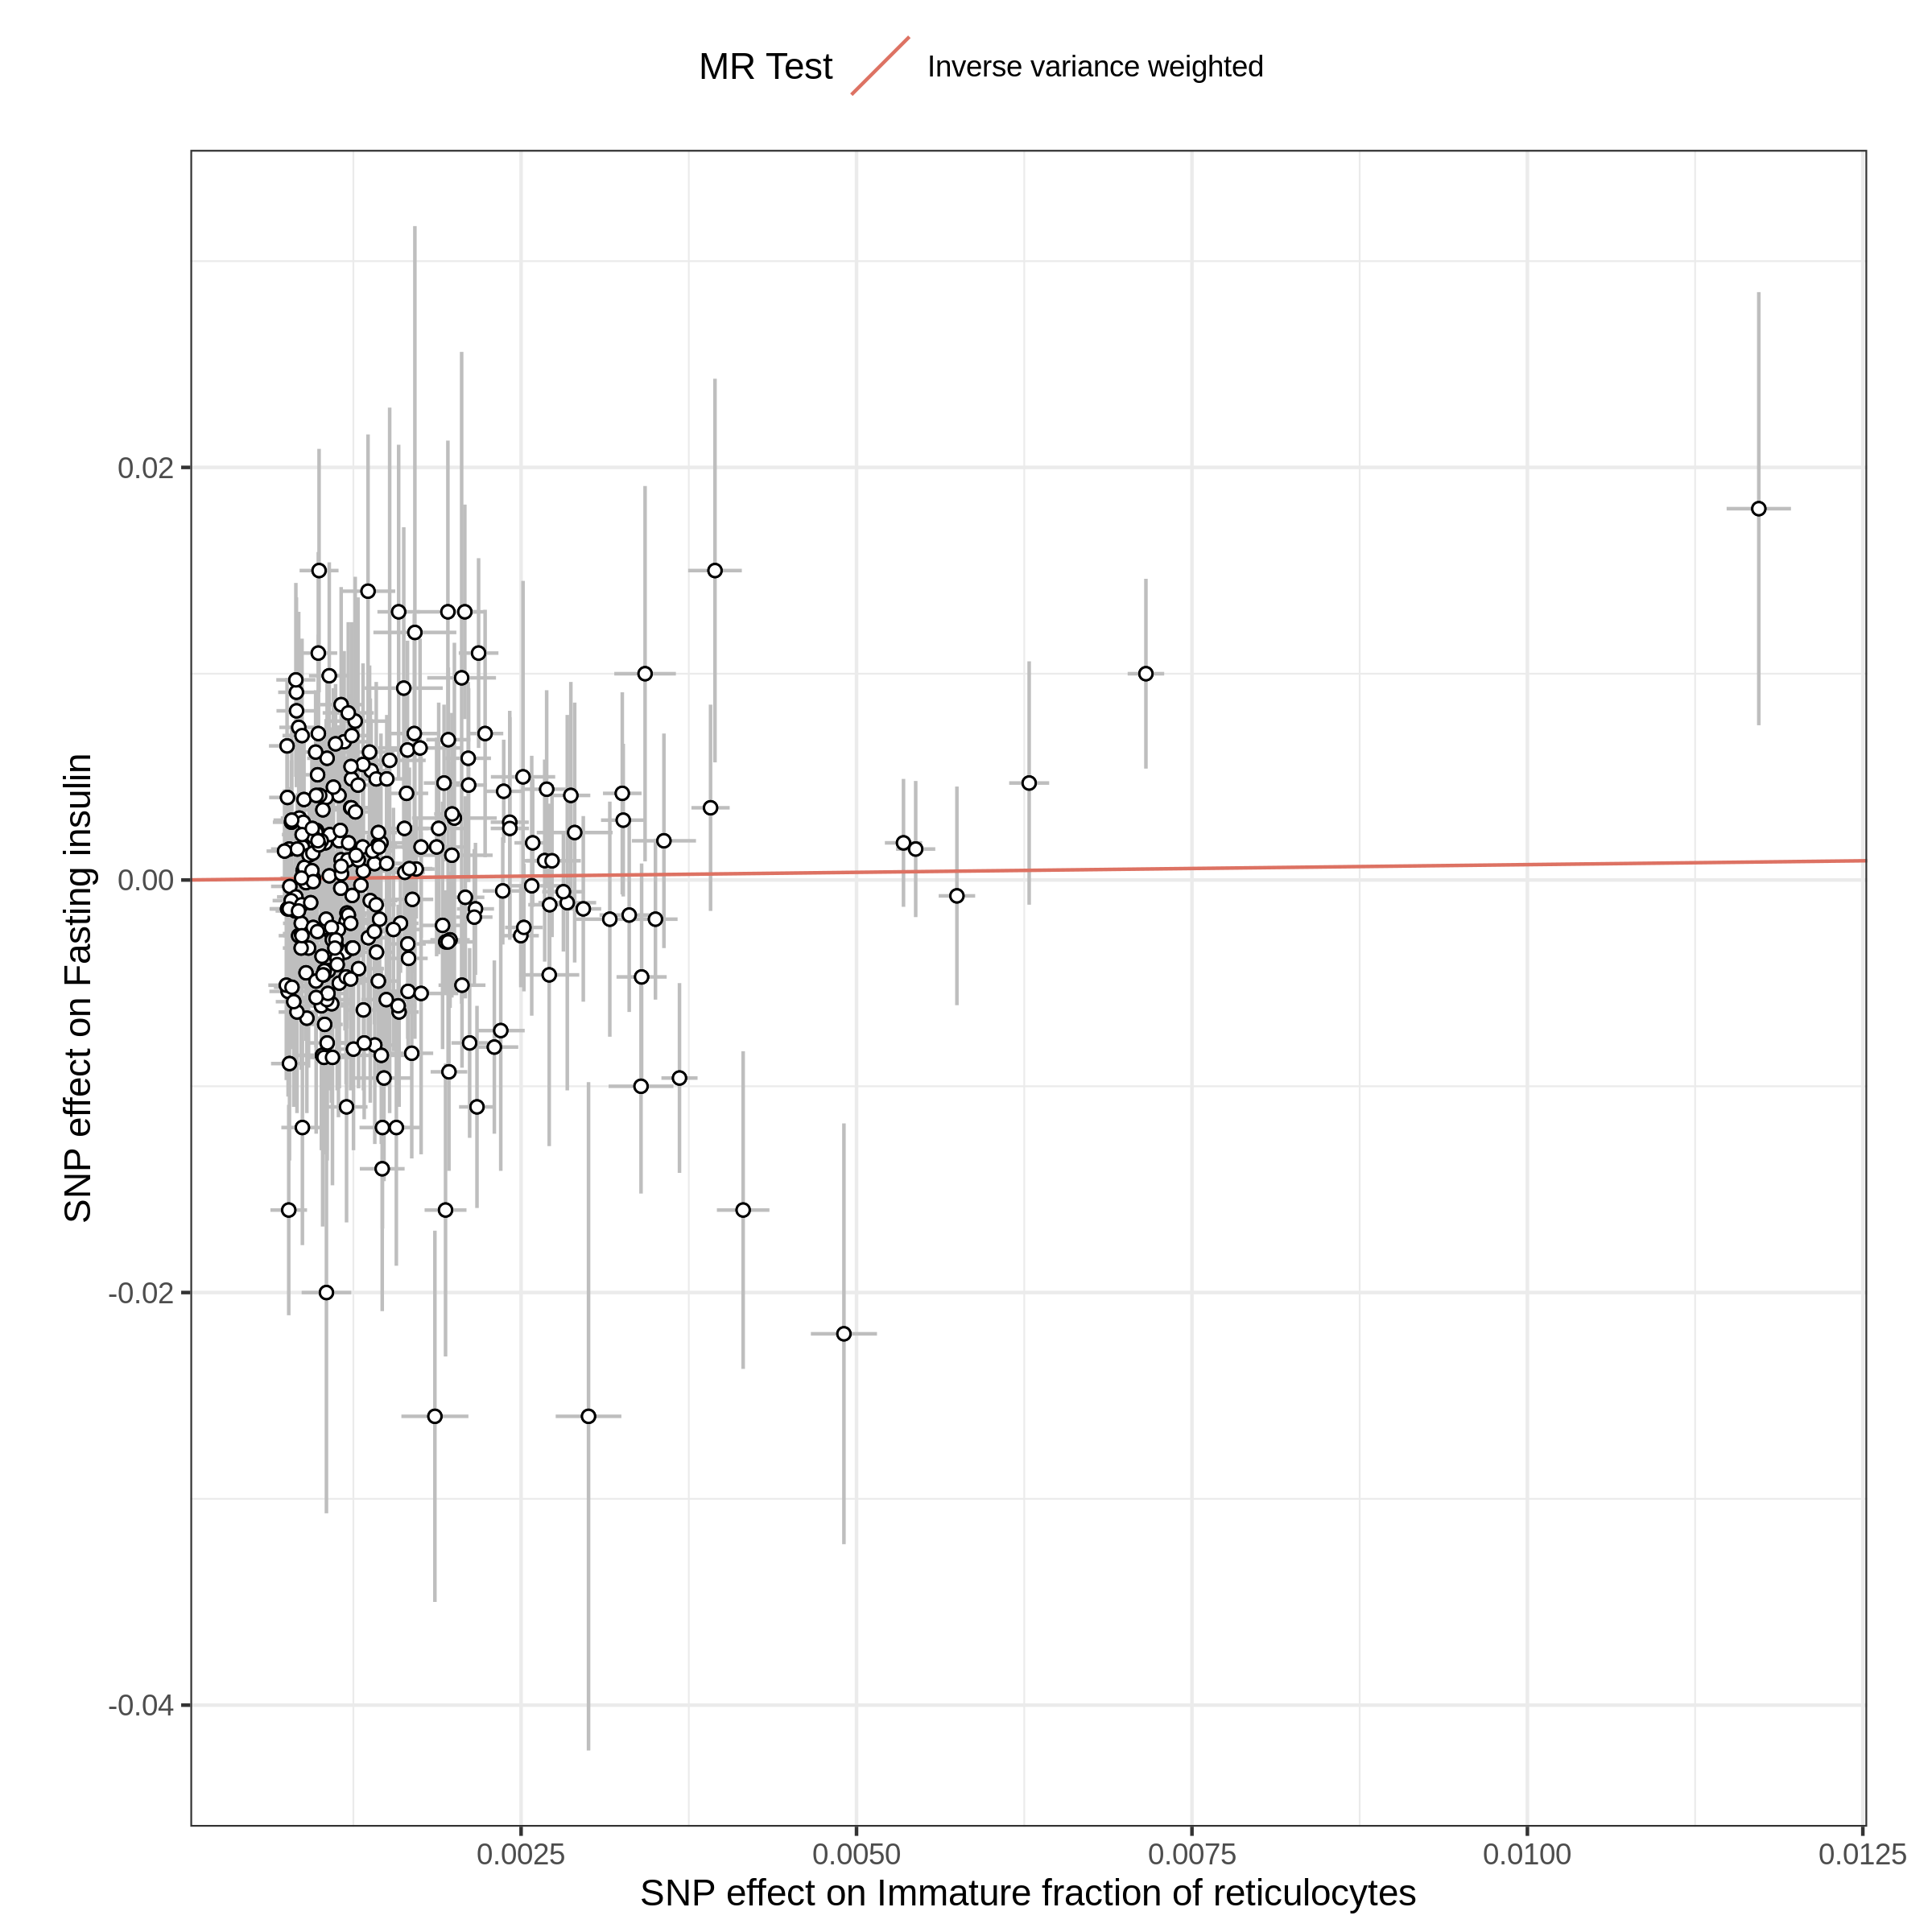 MR Test Inverse variance weighted
SNP effect on Fasting insulin
0.02
0.00
-0.02
-0.04
0.0025 0.0050 0.0075 0.0100 0.0125
SNP effect on Immature fraction of reticulocytes